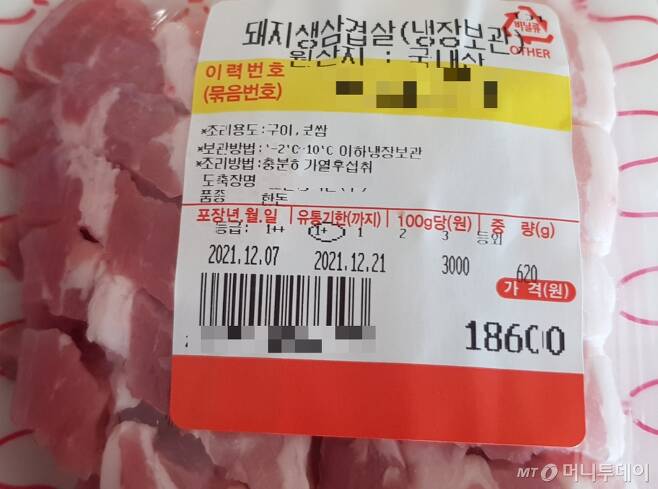 돼지생삼겹살(냉장보관)
원산지 : 국내산
비닐류
OTHER
이력번호
(묶음번호)
*조리용도:구이,보쌈
*보관방법:-2℃~10℃ 이하냉장보관
*조리방법:충분히 가열후섭취
도축장명
품종 한돈
포장년.월.일 유통기한(까지) 100g당(원) 중 량(g)
등급: 1++ 1+ 1 2 3 등외
2021.12.07 2021.12.21 3000 620
가 격(원)
18600
MT 머니투데이